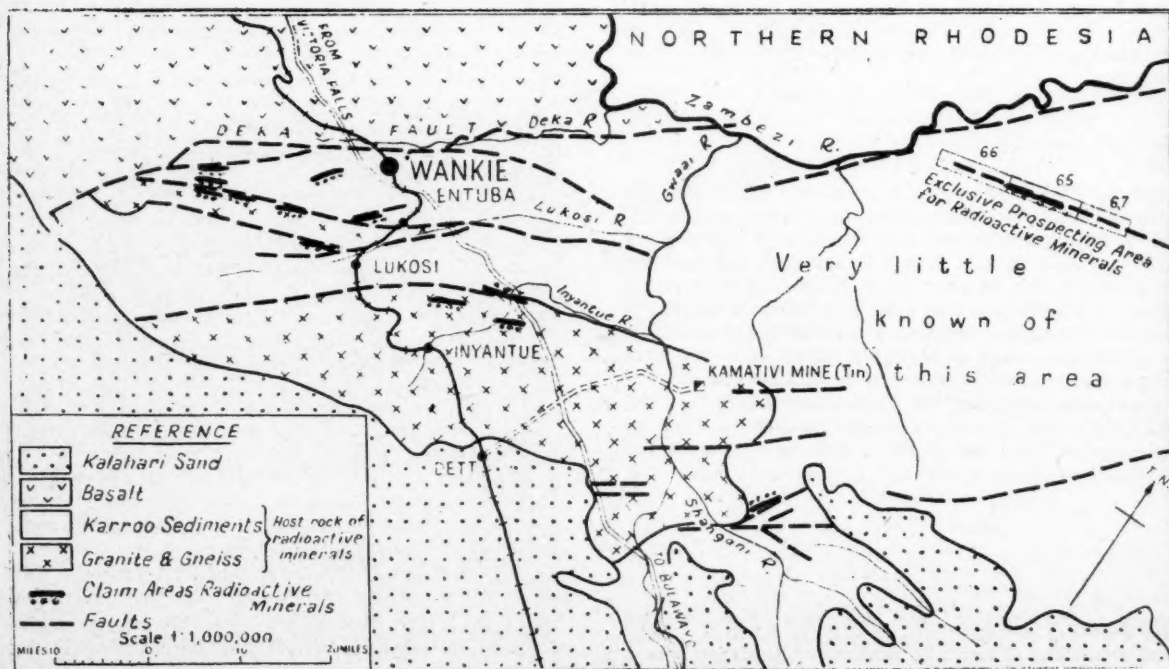 NORTHERN RHODESIA
FROM
VICTORIA FALLS
Zambezi R.
DEKA FAULT
Deka R
Gwaai R
WANKIE
ENTUBA
Lukosi R
66
65
67
Exclusive Prospecting Area
for Radioactive Minerals
LUKOSI
Very little
known of
this area
Inyantue R.
INYANTUE
KAMATIVI MINE (Tin)
DETT
Shangani R
TO BULAWAYO
N
REFERENCE
Kalahari Sand
Basalt
Karroo Sediments
Granite & Gneiss
Host rock of
radioactive
minerals
Claim Areas Radioactive
Minerals
Faults
Scale 1:1,000,000
MILES 10 0 10 20 MILES